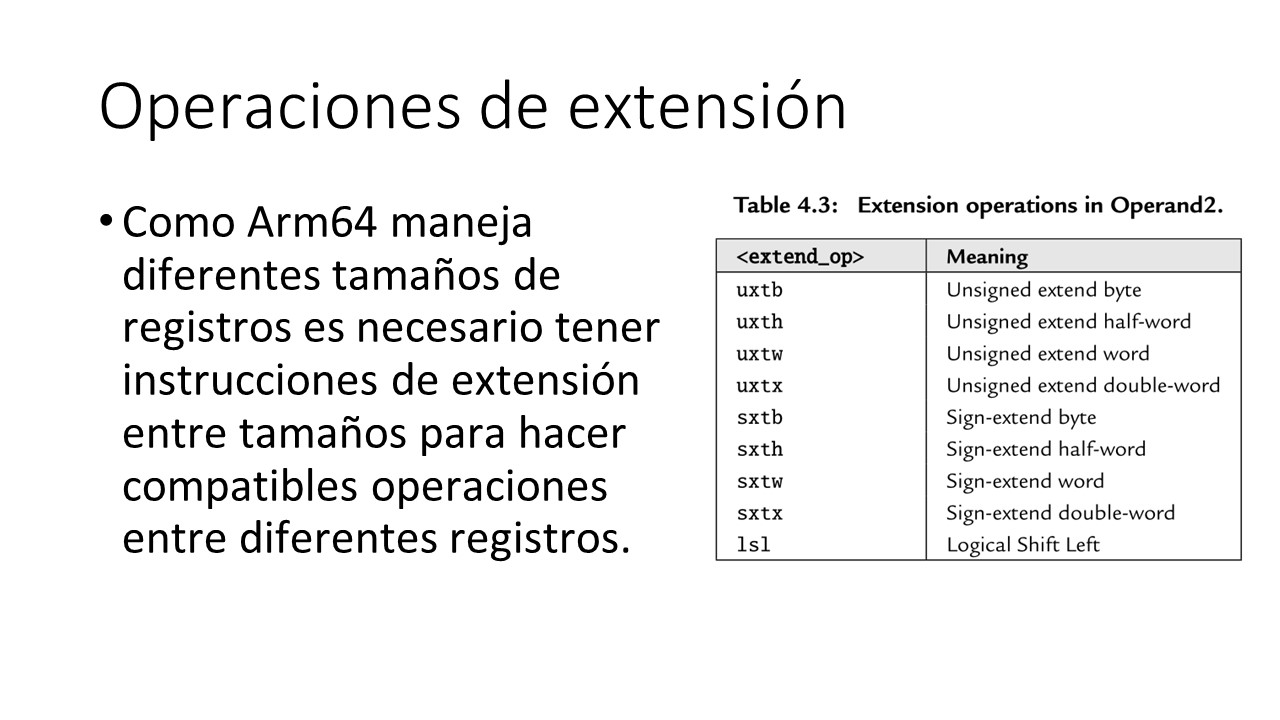 Operaciones de extensión
• Como Arm64 maneja
diferentes tamaños de
registros es necesario tener
instrucciones de extensión
entre tamaños para hacer
compatibles operaciones
entre diferentes registros.
Table 4.3: Extension operations in Operand2.
<extend_op> Meaning
uxtb Unsigned extend byte
uxth Unsigned extend half-word
uxtw Unsigned extend word
uxtx Unsigned extend double-word
sxtb Sign-extend byte
sxth Sign-extend half-word
sxtw Sign-extend word
sxtx Sign-extend double-word
lsl Logical Shift Left